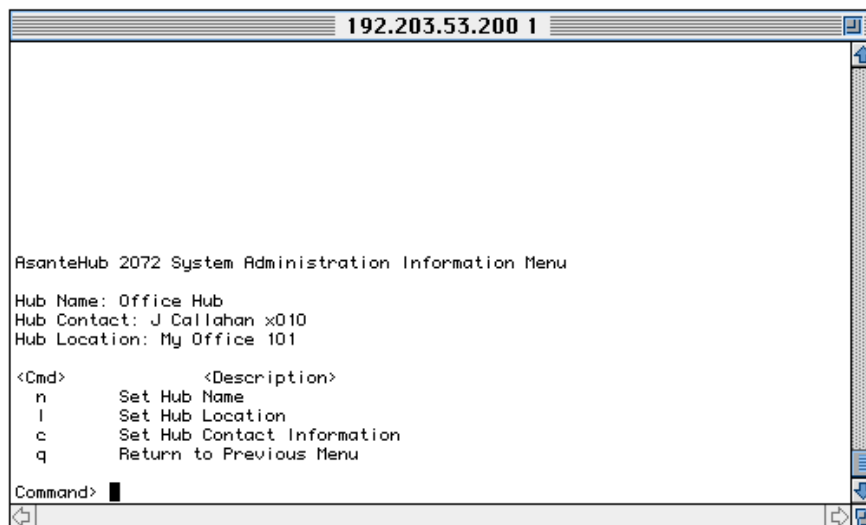 192.203.53.200 1
AsanteHub 2072 System Administration Information Menu
Hub Name: Office Hub
Hub Contact: J Callahan x010
Hub Location: My Office 101
<Cmd> <Description>
n Set Hub Name
l Set Hub Location
c Set Hub Contact Information
q Return to Previous Menu
Command>